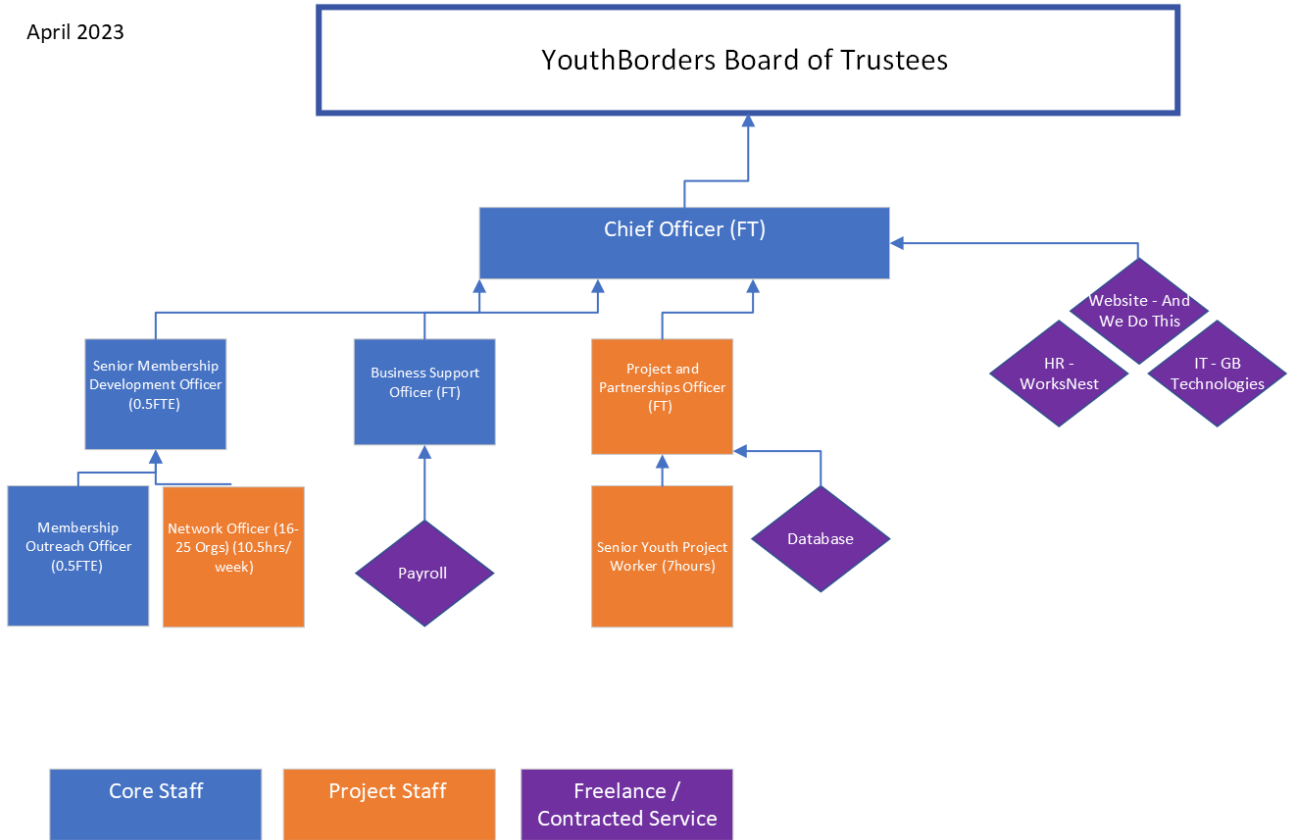 April 2023
YouthBorders Board of Trustees
Chief Officer (FT)
Website - And
We Do This
HR -
WorksNest
IT - GB
Technologies
Senior Membership
Development Officer
(0.5FTE)
Business Support
Officer (FT)
Project and
Partnerships Officer
(FT)
Membership
Outreach Officer
(0.5FTE)
Network Officer (16-
25 Orgs) (10.5hrs/
week)
Payroll
Senior Youth Project
Worker (7hours)
Database
Core Staff
Project Staff
Freelance /
Contracted Service